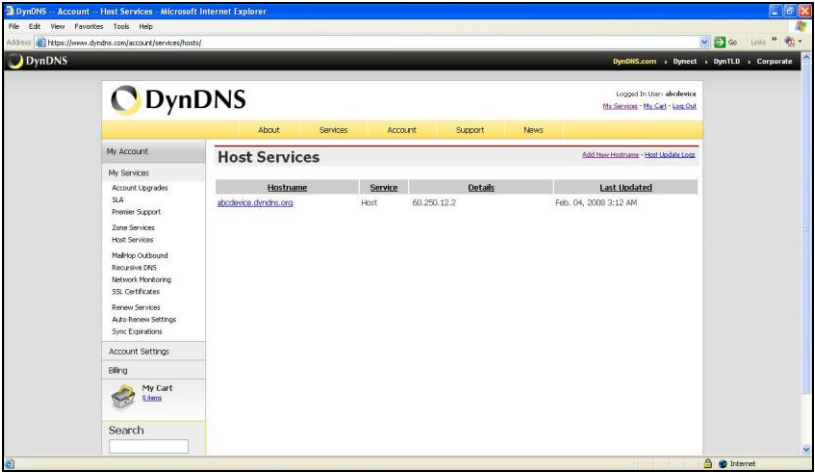 DynDNS -- Account -- Host Services - Microsoft Internet Explorer
File Edit View Favorites Tools Help
Address https://www.dyndns.com/account/services/hosts/ Go Links »
DynDNS DynDNS.com Dynect DynTLD Corporate
DynDNS
Logged In User: abcdevice
My Services - My Cart - Log Out
About Services Account Support News
My Account
Host Services
Add New Hostname - Host Update Logs
My Services
Account Upgrades
SLA
Premier Support
Zone Services
Host Services
MailHop Outbound
Recursive DNS
Network Monitoring
SSL Certificates
Renew Services
Auto Renew Settings
Sync Expirations
Account Settings
Billing
My Cart
0 items
Search
Hostname Service Details Last Updated
abcdevice.dyndns.org Host 60.250.12.2 Feb. 04, 2008 3:12 AM
Internet